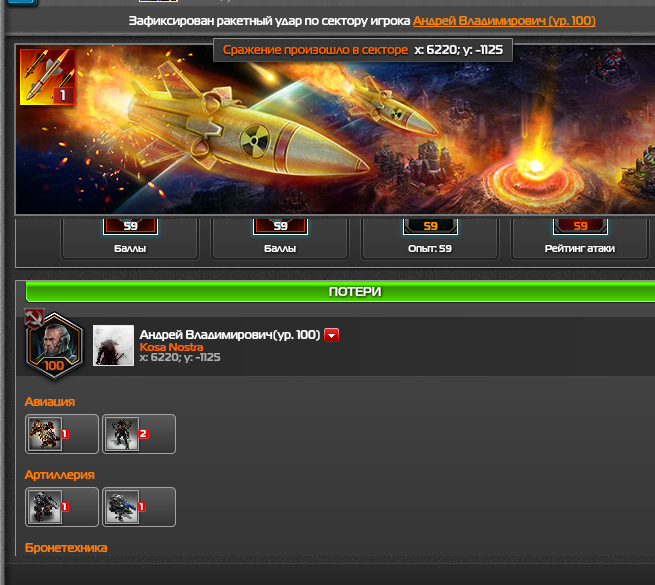 Зафиксирован ракетный удар по сектору игрока Андрей Владимирович (ур. 100)
Сражение произошло в секторе x: 6220; y: -1125
1
59 59 59 59
Баллы Баллы Опыт: 59 Рейтинг атаки
ПОТЕРИ
Андрей Владимирович(ур. 100)
Kosa Nostra
x: 6220; y: -1125
100
Авиация
1 2
Артиллерия
1 1
Бронетехника